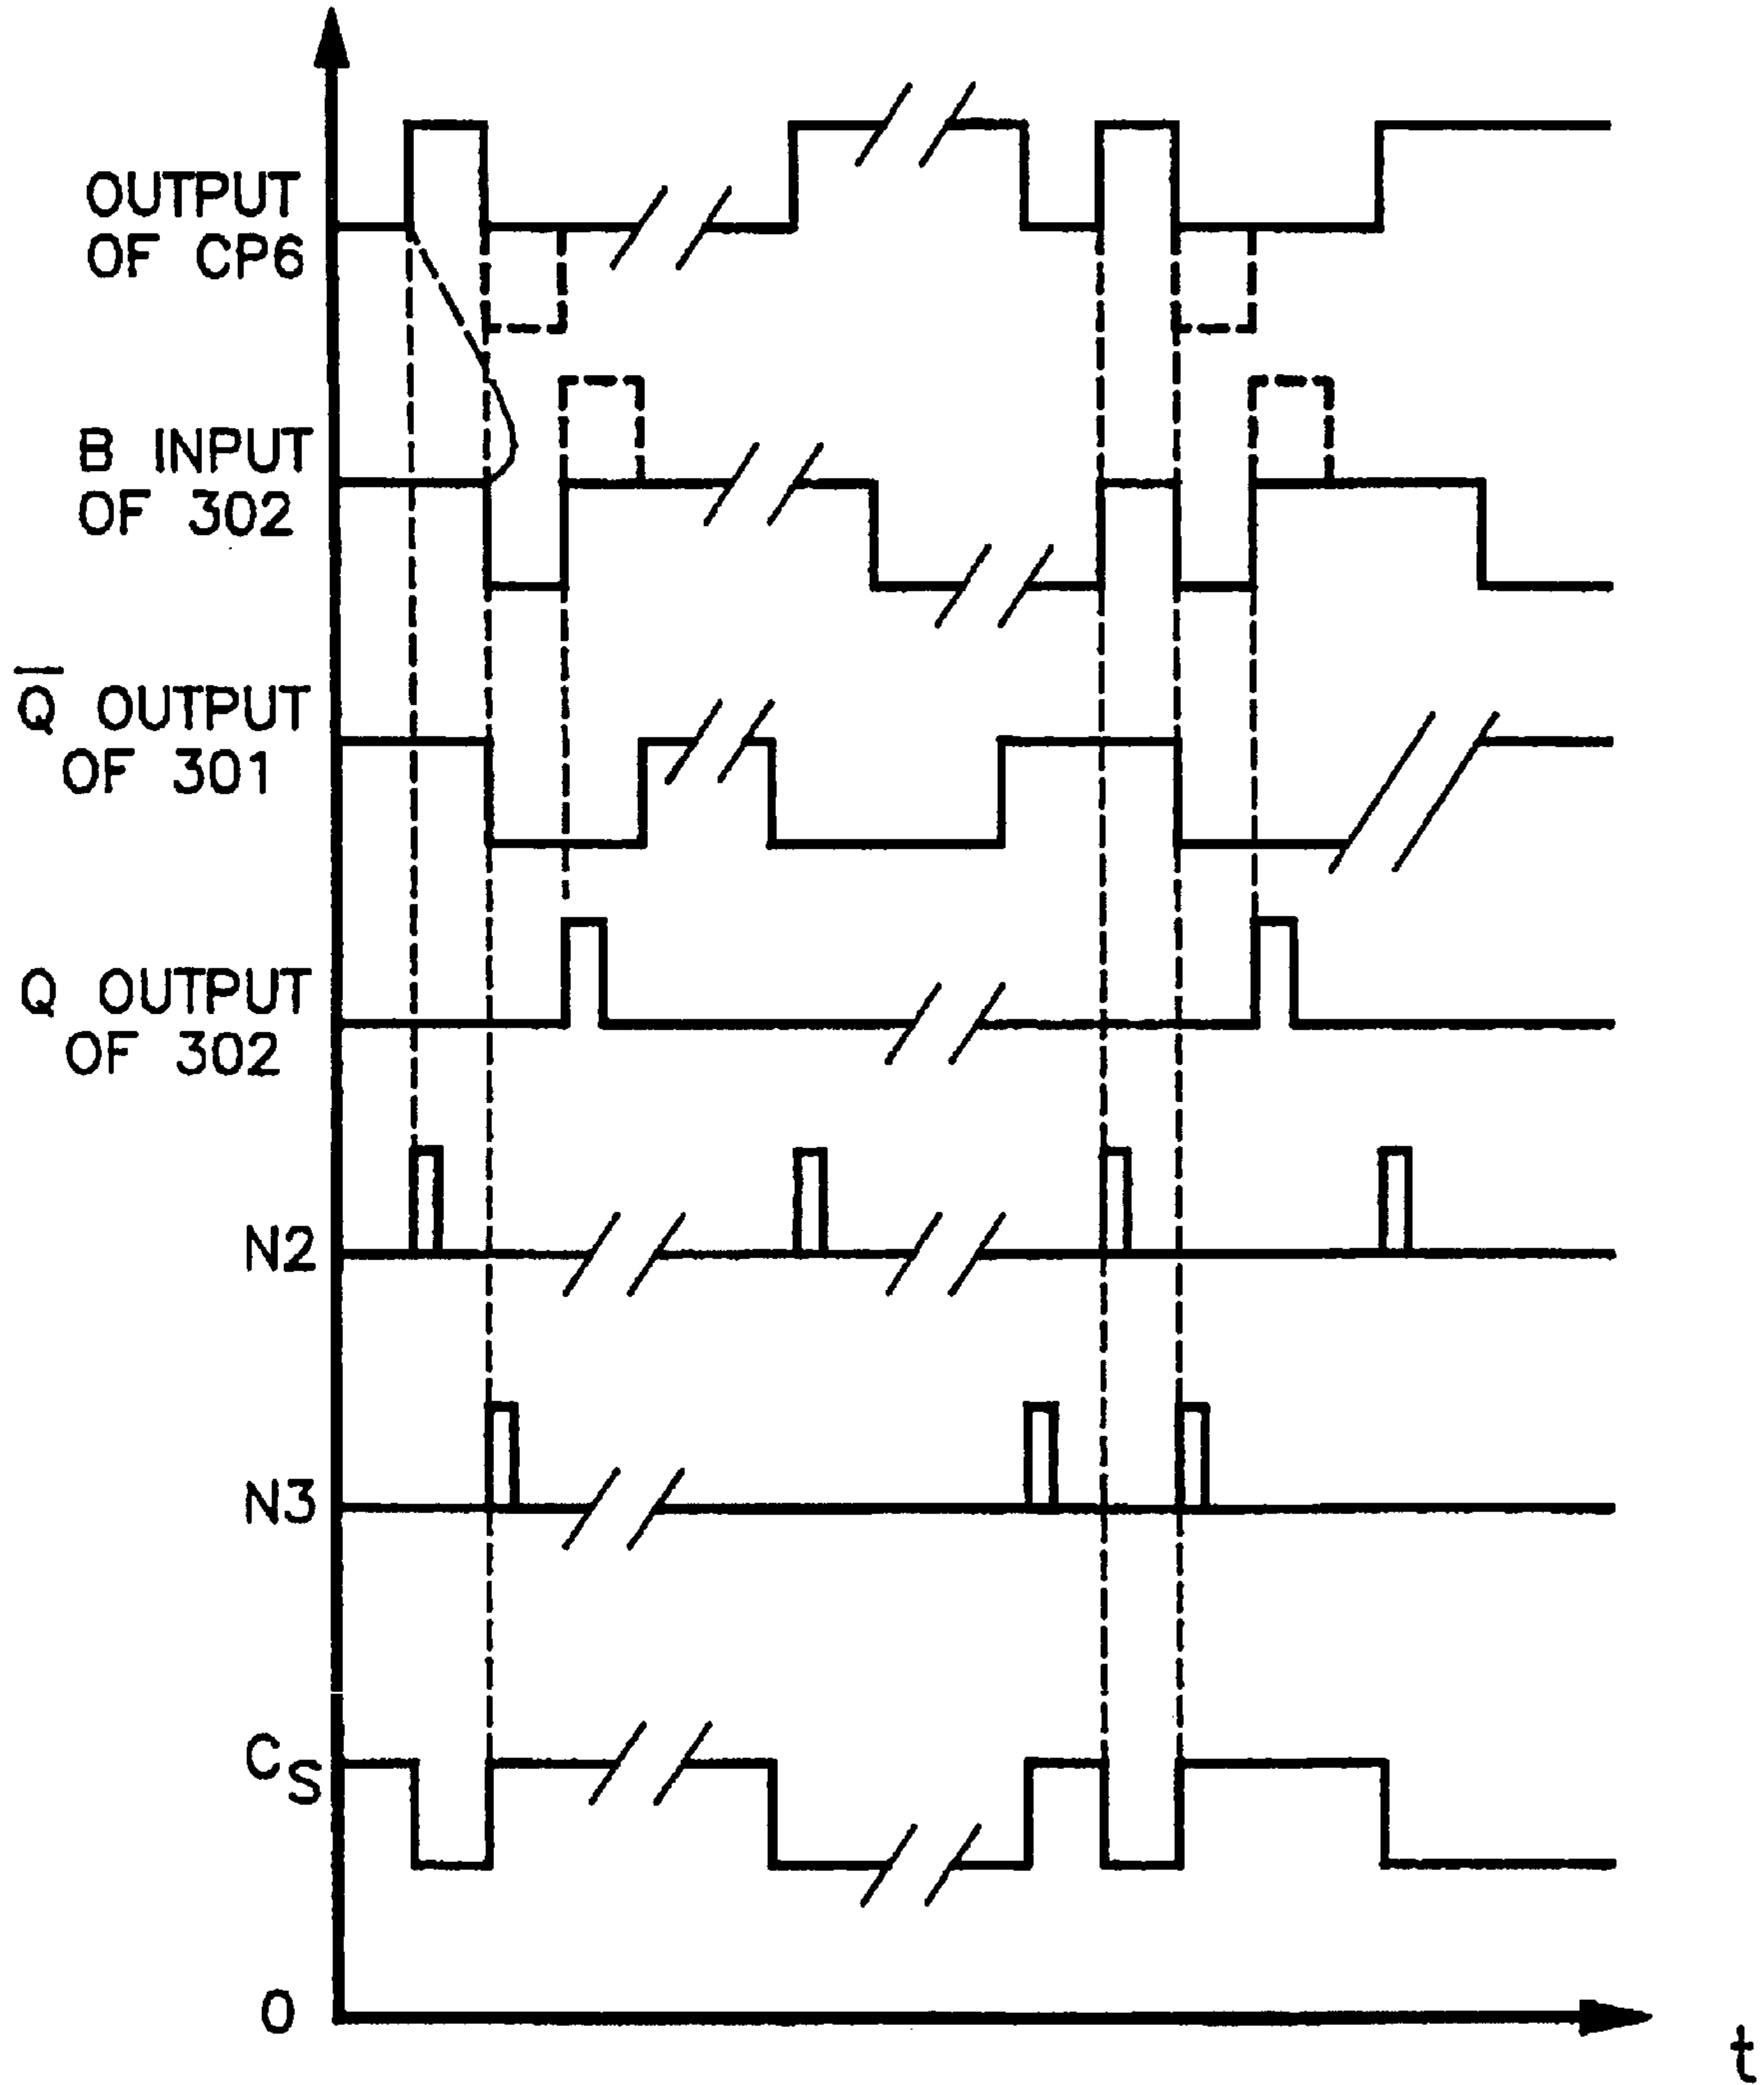 OUTPUT
OF CP6
B INPUT
OF 302
Q̅ OUTPUT
OF 301
Q OUTPUT
OF 302
N2
N3
CS
0
t